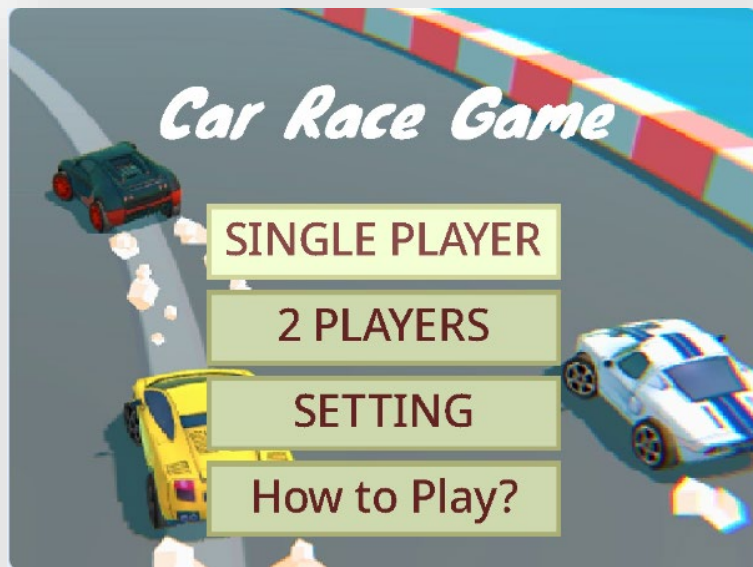 Car Race Game
SINGLE PLAYER
2 PLAYERS
SETTING
How to Play?